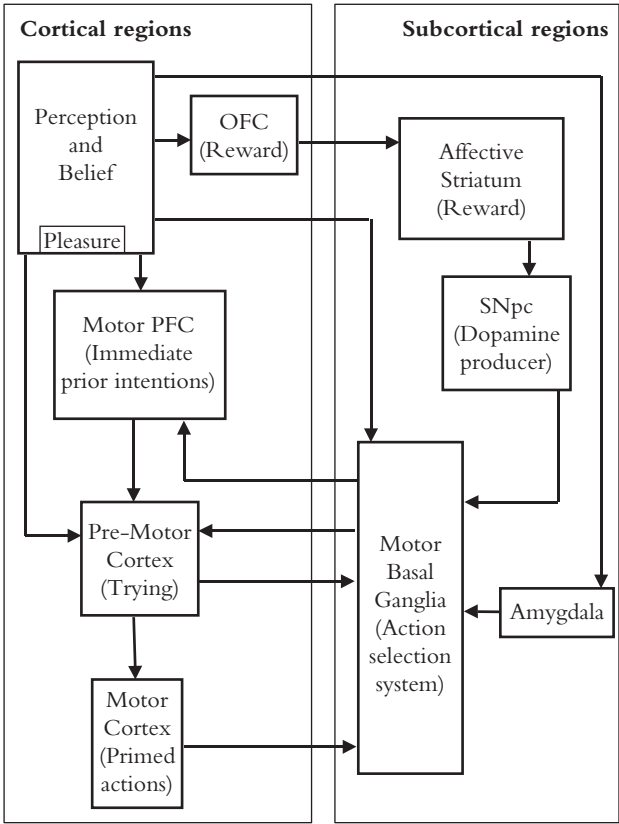 Cortical regions
Subcortical regions
Perception
and
Belief
Pleasure
OFC
(Reward)
Affective
Striatum
(Reward)
SNpc
(Dopamine
producer)
Motor PFC
(Immediate
prior intentions)
Pre-Motor
Cortex
(Trying)
Motor
Basal
Ganglia
(Action
selection
system)
Amygdala
Motor
Cortex
(Primed
actions)